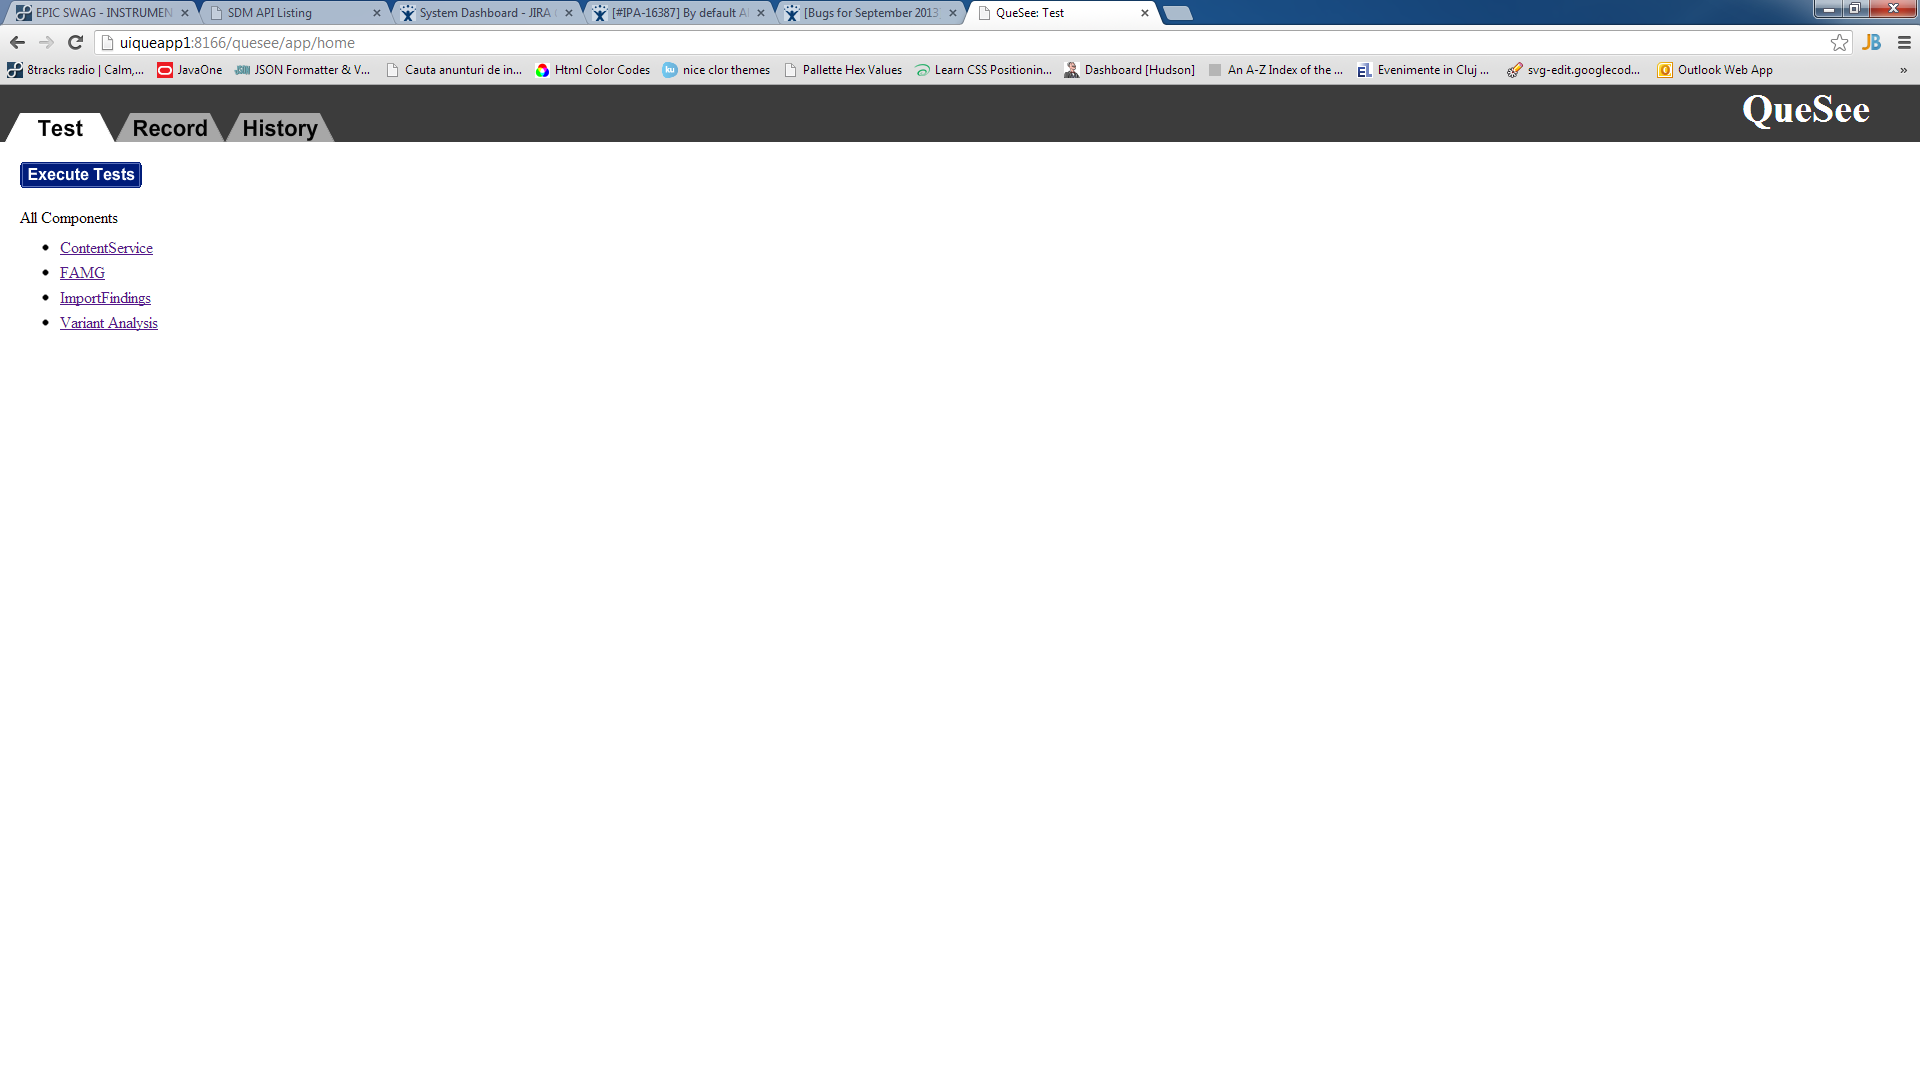 EPIC SWAG - INSTRUMEN
SDM API Listing
System Dashboard - JIRA
[#IPA-16387] By default A
[Bugs for September 2013
QueSee: Test
uiqueapp1:8166/quesee/app/home
JB
8tracks radio | Calm,...
JavaOne
JSON Formatter & V...
Cauta anunturi de in...
Html Color Codes
ku
nice clor themes
Pallette Hex Values
Learn CSS Positionin...
Dashboard [Hudson]
An A-Z Index of the ...
EL
Evenimente in Cluj ...
svg-edit.googlecod...
Outlook Web App
»
QueSee
Test
Record
History
Execute Tests
All Components
ContentService
FAMG
ImportFindings
Variant Analysis